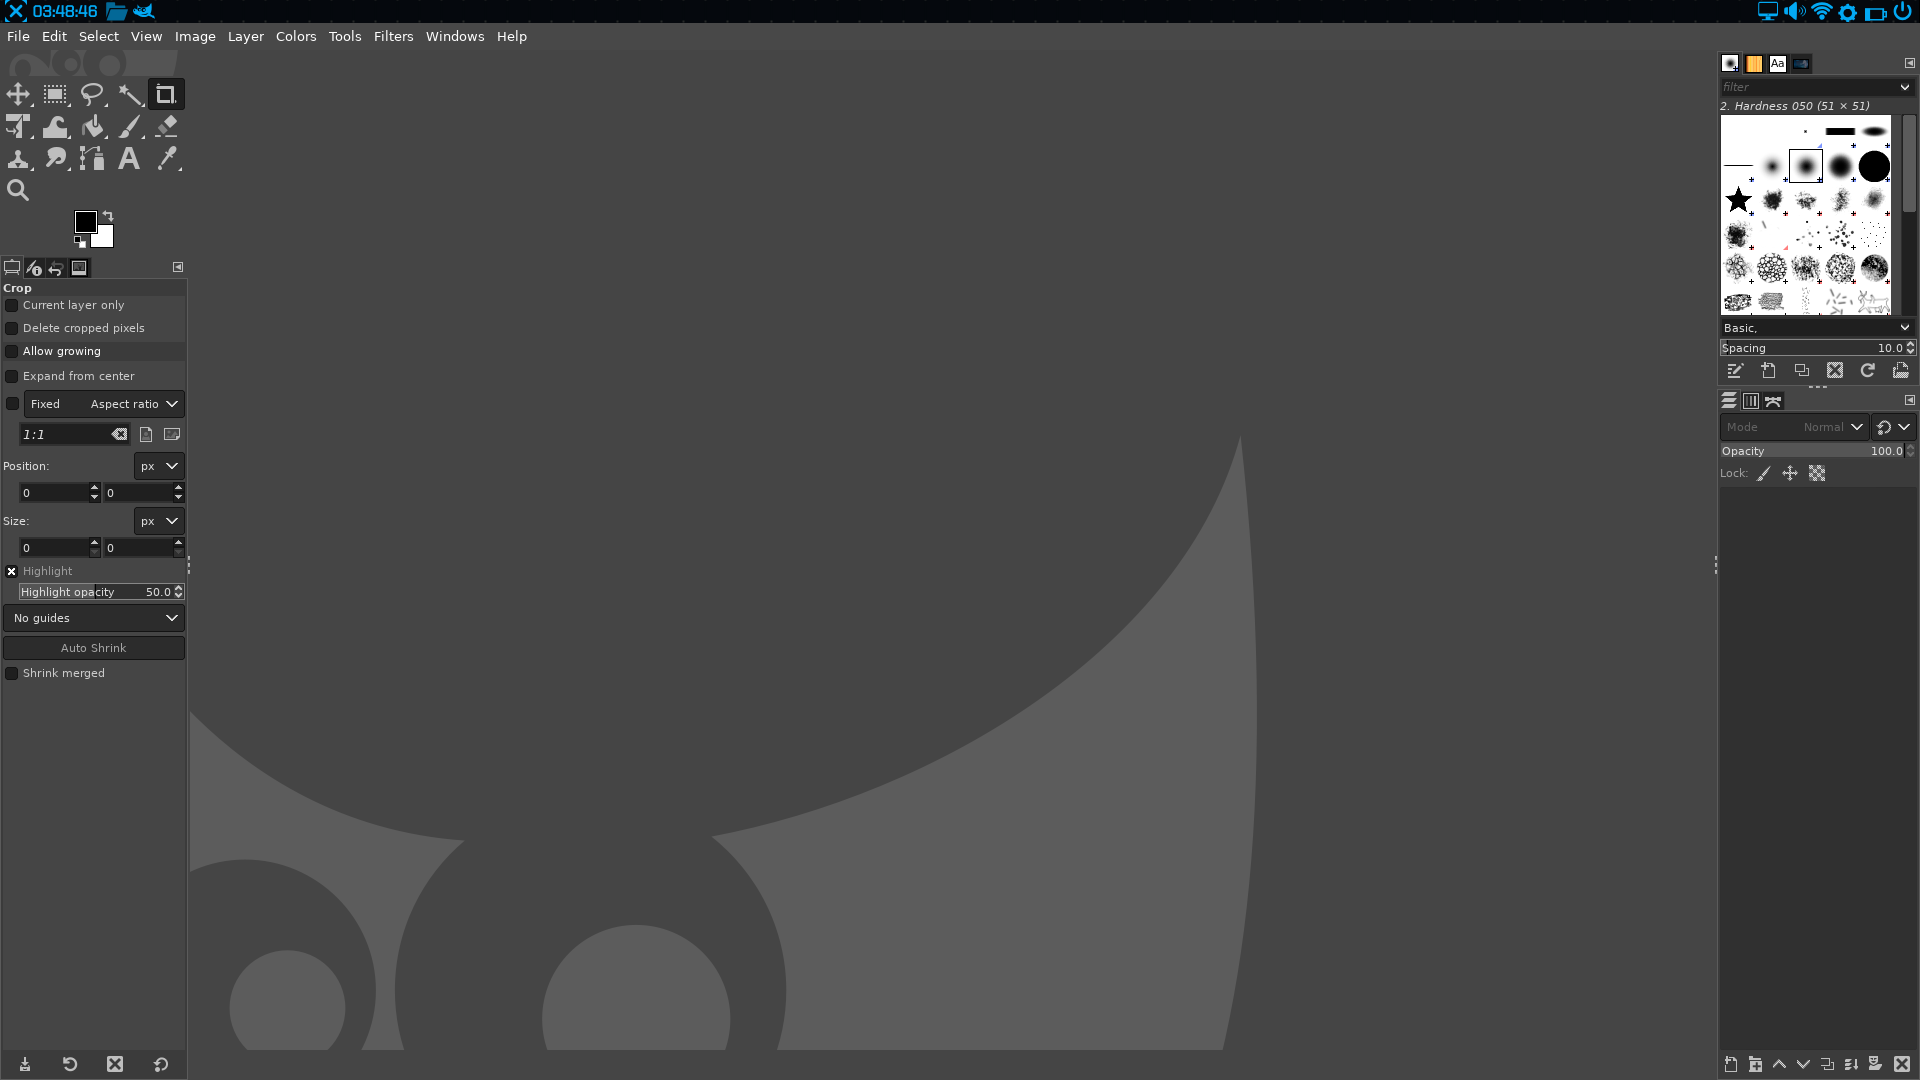 03:48:46
File Edit Select View Image Layer Colors Tools Filters Windows Help
Crop
Current layer only
Delete cropped pixels
Allow growing
Expand from center
Fixed Aspect ratio
1:1
Position: px
0 0
Size: px
0 0
Highlight
Highlight opacity 50.0
No guides
Auto Shrink
Shrink merged
Aa
filter
2. Hardness 050 (51 × 51)
Basic,
Spacing 10.0
Mode Normal
Opacity 100.0
Lock: